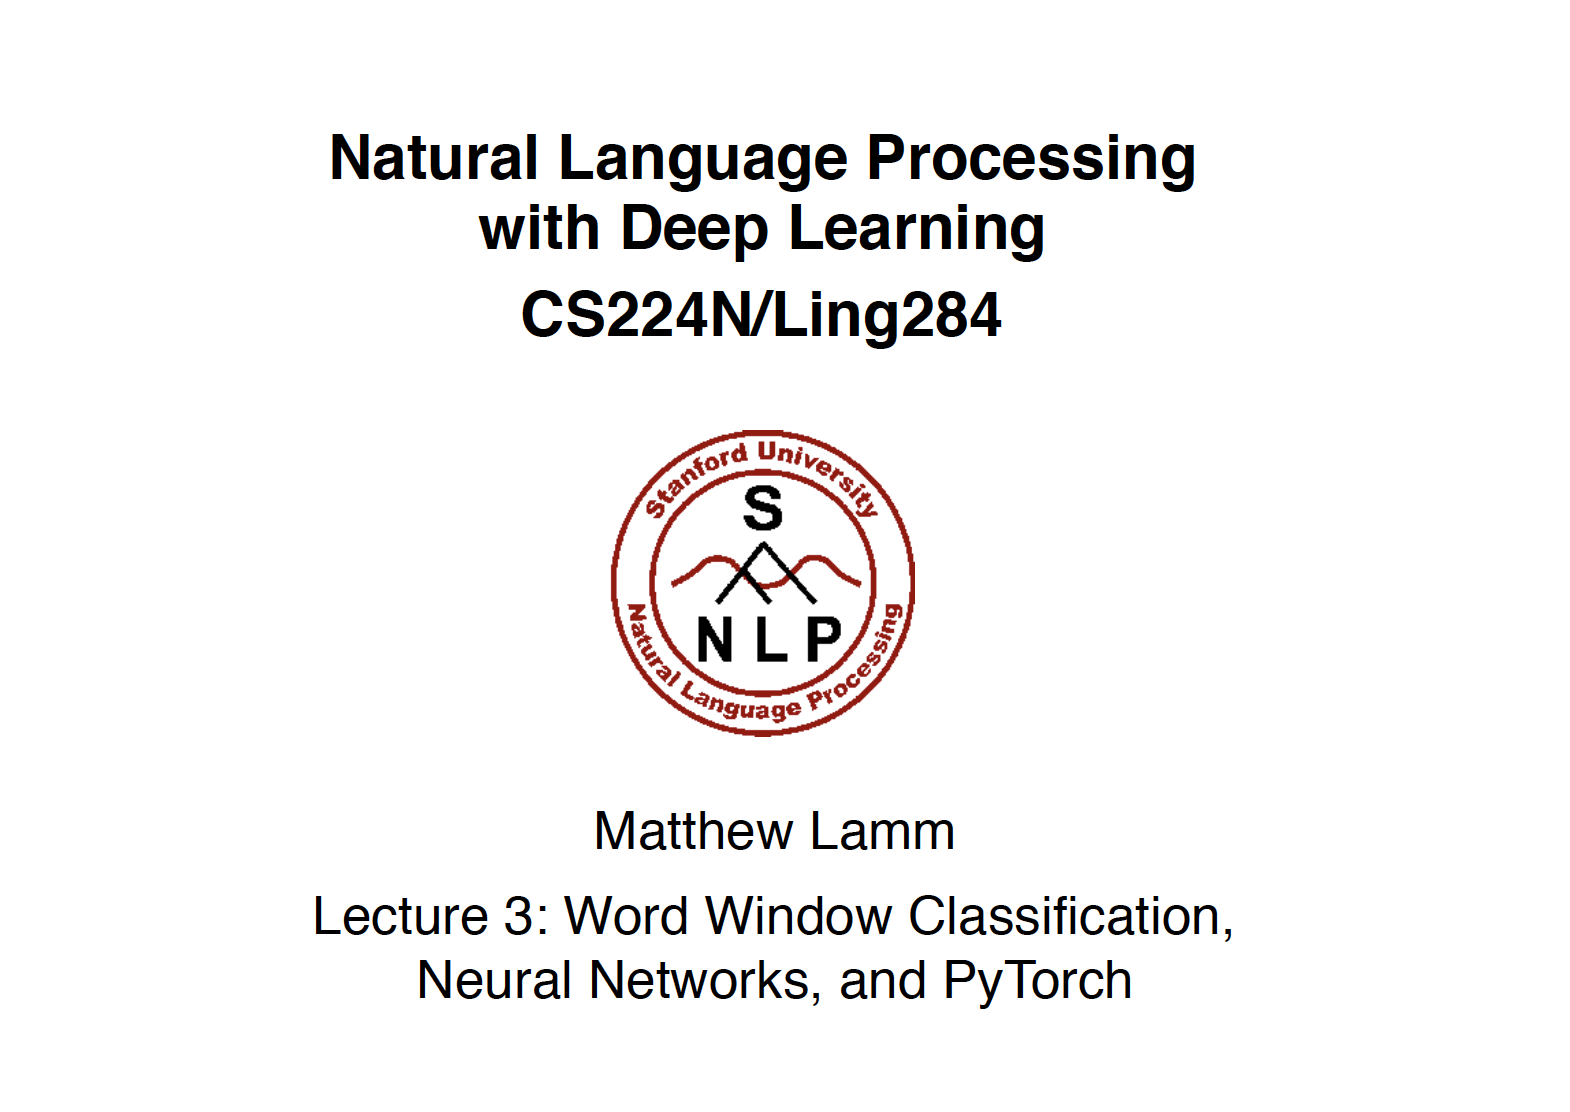 Natural Language Processing
with Deep Learning
CS224N/Ling284
Stanford University
S
N L P
Natural Language Processing
Matthew Lamm
Lecture 3: Word Window Classification,
Neural Networks, and PyTorch